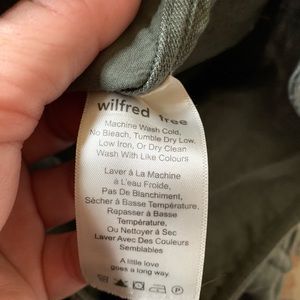 wilfred free
Machine Wash Cold,
No Bleach, Tumble Dry Low,
Low Iron, Or Dry Clean
Wash With Like Colours
Laver À La Machine
à L'eau Froide,
Pas De Blanchiment,
Sécher à Basse Température,
Repasser à Basse
Température,
Ou Nettoyer à Sec
Laver Avec Des Couleurs
Semblables
A little love
goes a long way.